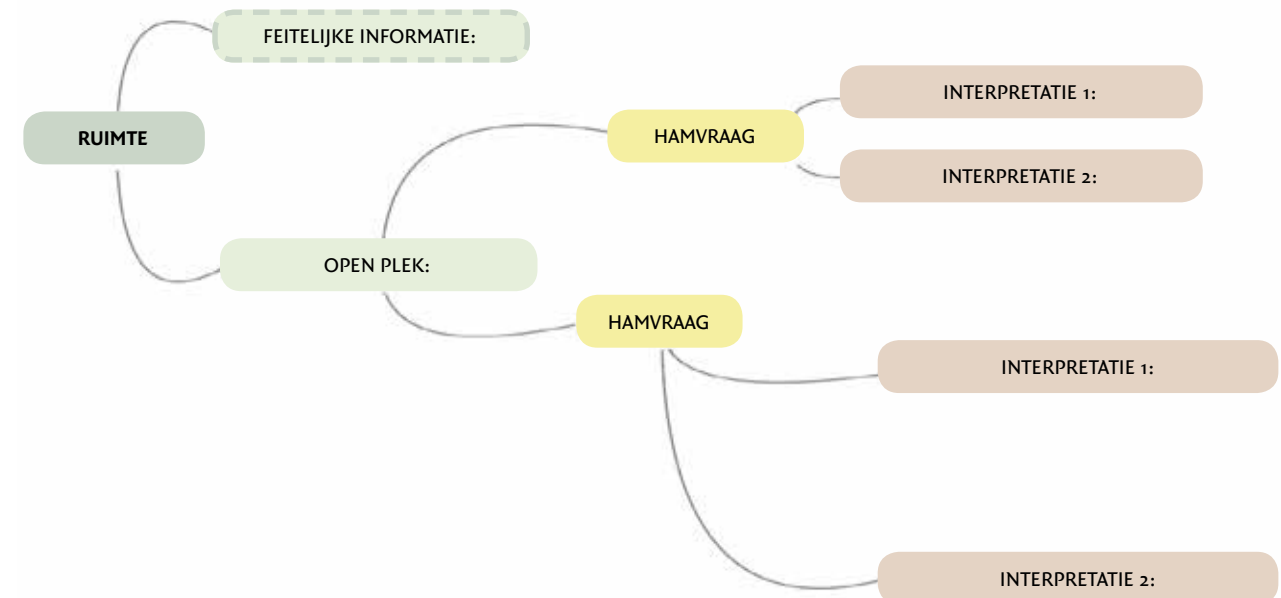 FEITELIJKE INFORMATIE:
RUIMTE
OPEN PLEK:
HAMVRAAG
INTERPRETATIE 1:
INTERPRETATIE 2:
HAMVRAAG
INTERPRETATIE 1:
INTERPRETATIE 2: